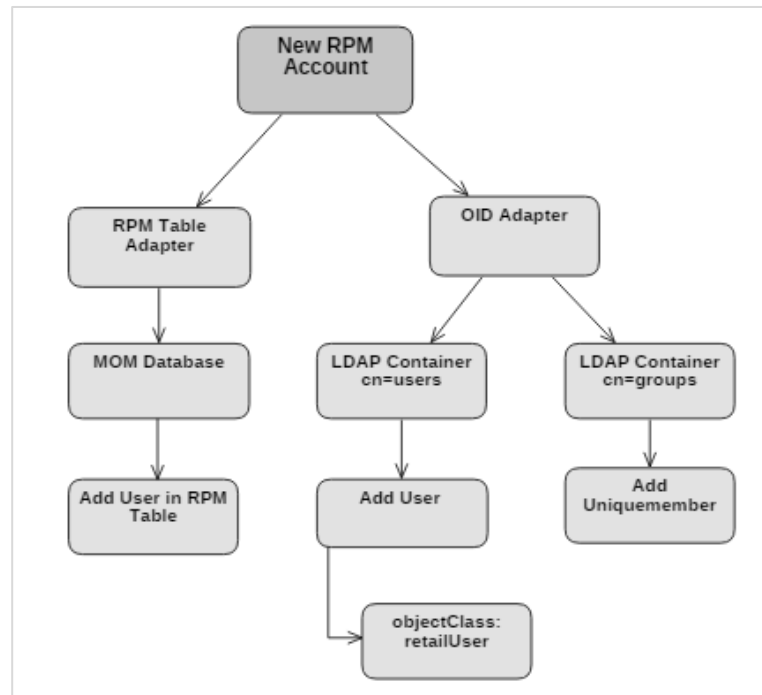 New RPM
Account
RPM Table
Adapter
OID Adapter
MOM Database
LDAP Container
cn=users
LDAP Container
cn=groups
Add User in RPM
Table
Add User
Add
Uniquemember
objectClass:
retailUser